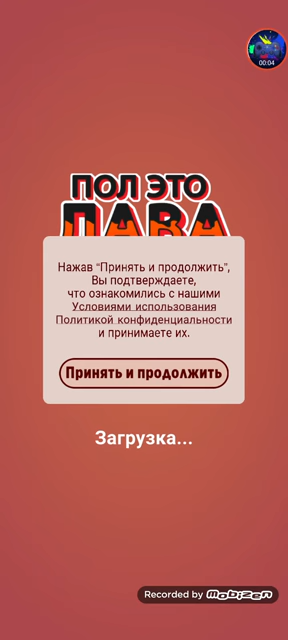 00:04
ПОЛ ЭТО
ЛАВА
Нажав "Принять и продолжить",
Вы подтверждаете,
что ознакомились с нашими
Условиями использования
Политикой конфиденциальности
и принимаете их.
Принять и продолжить
Загрузка...
Recorded by mobizen